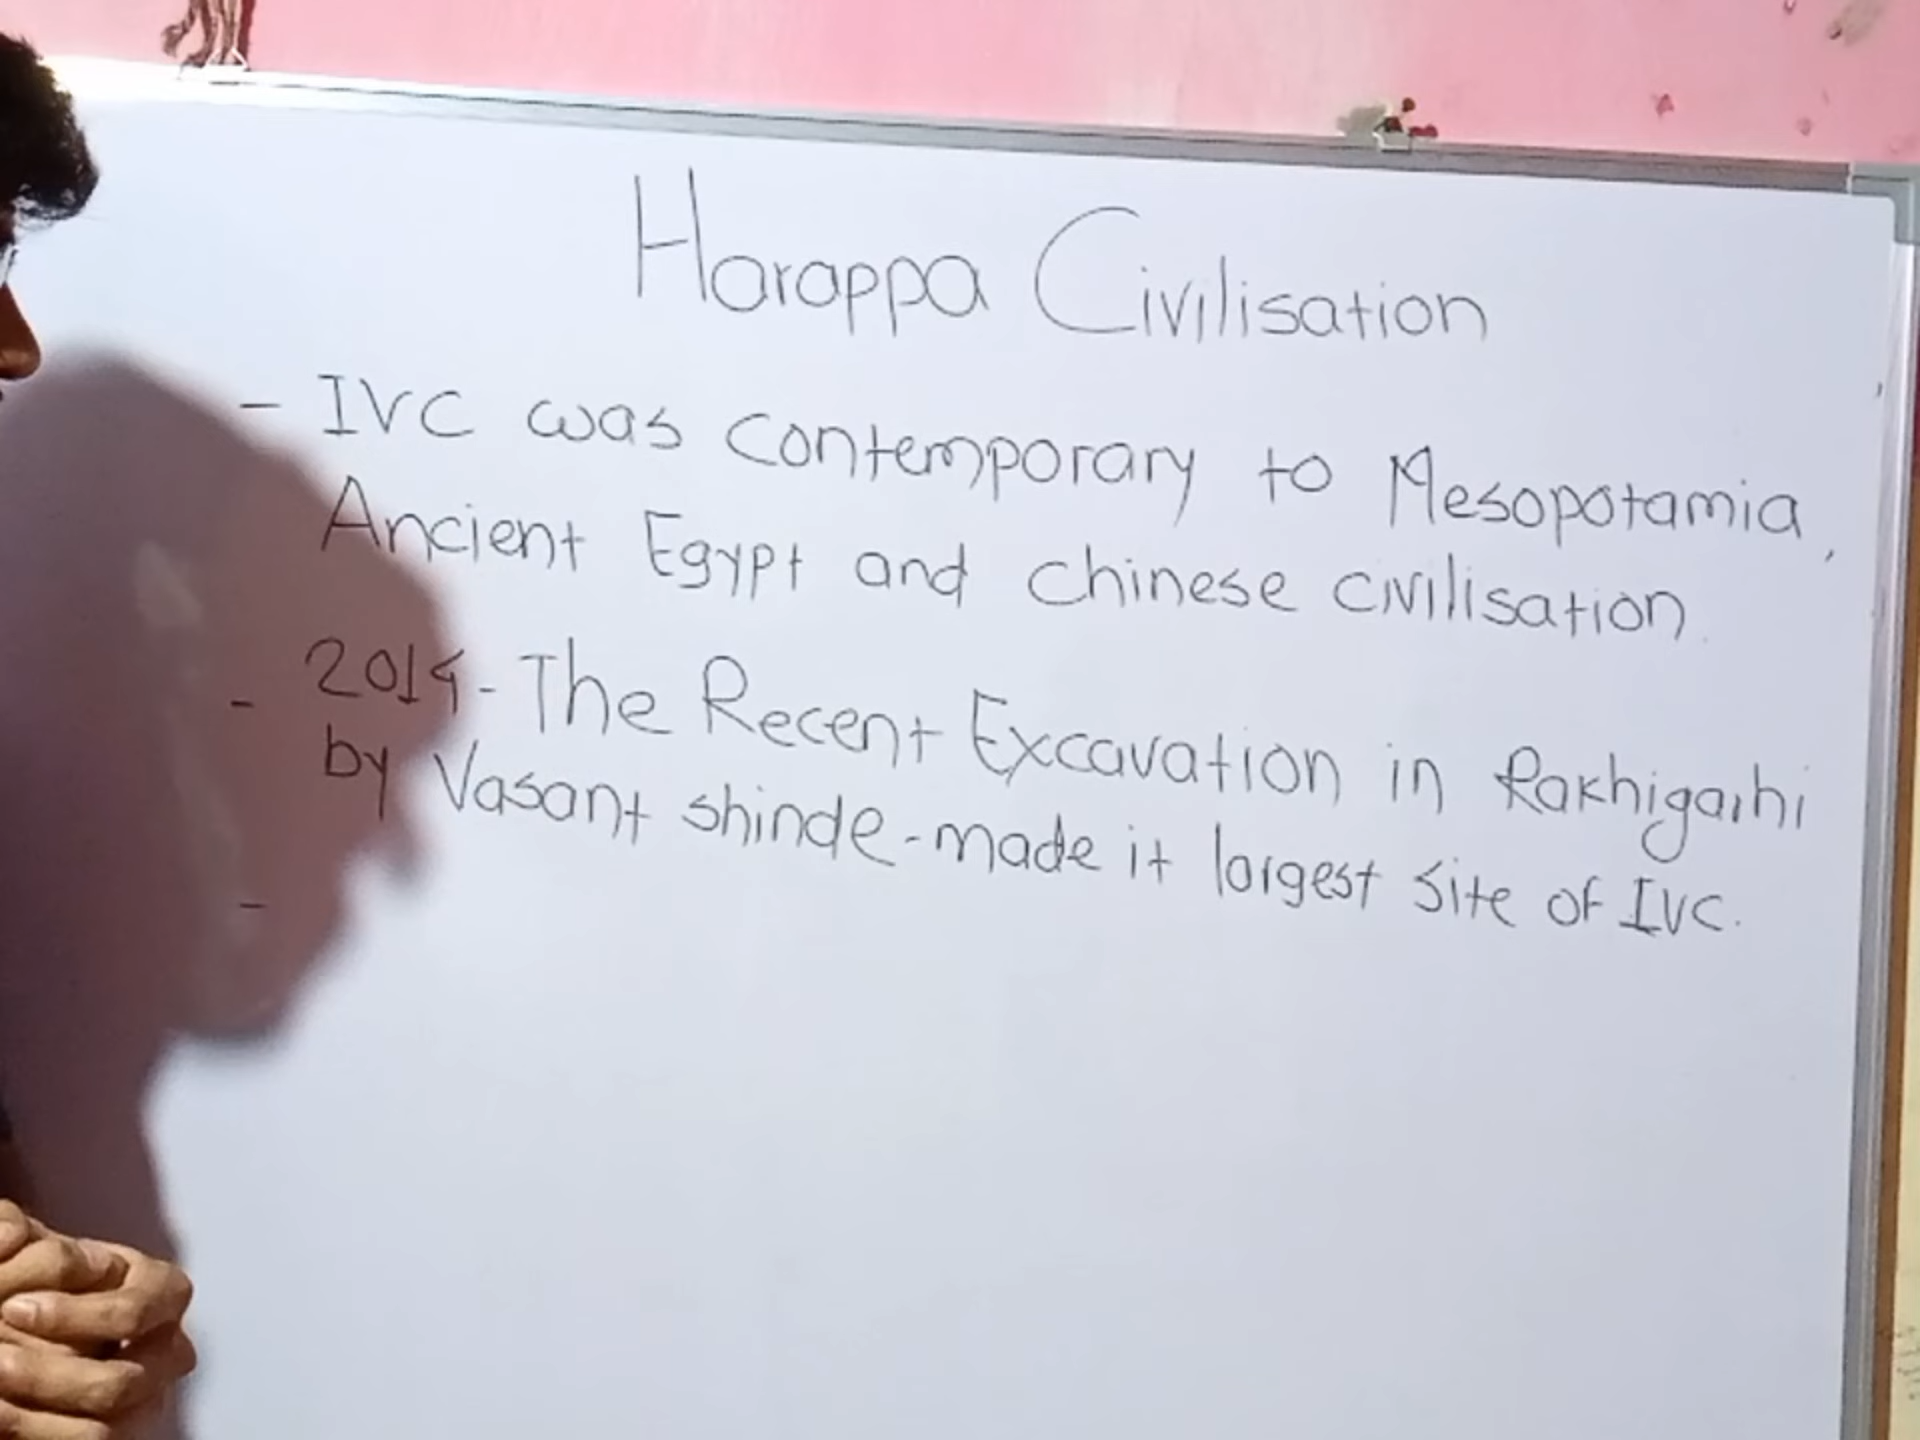 Harappa Civilisation
- IVC was contemporary to Mesopotamia,
Ancient Egypt and chinese civilisation.
- 2014 - The Recent Excavation in Rakhigarhi
by Vasant shinde - made it largest site of IVC.
-